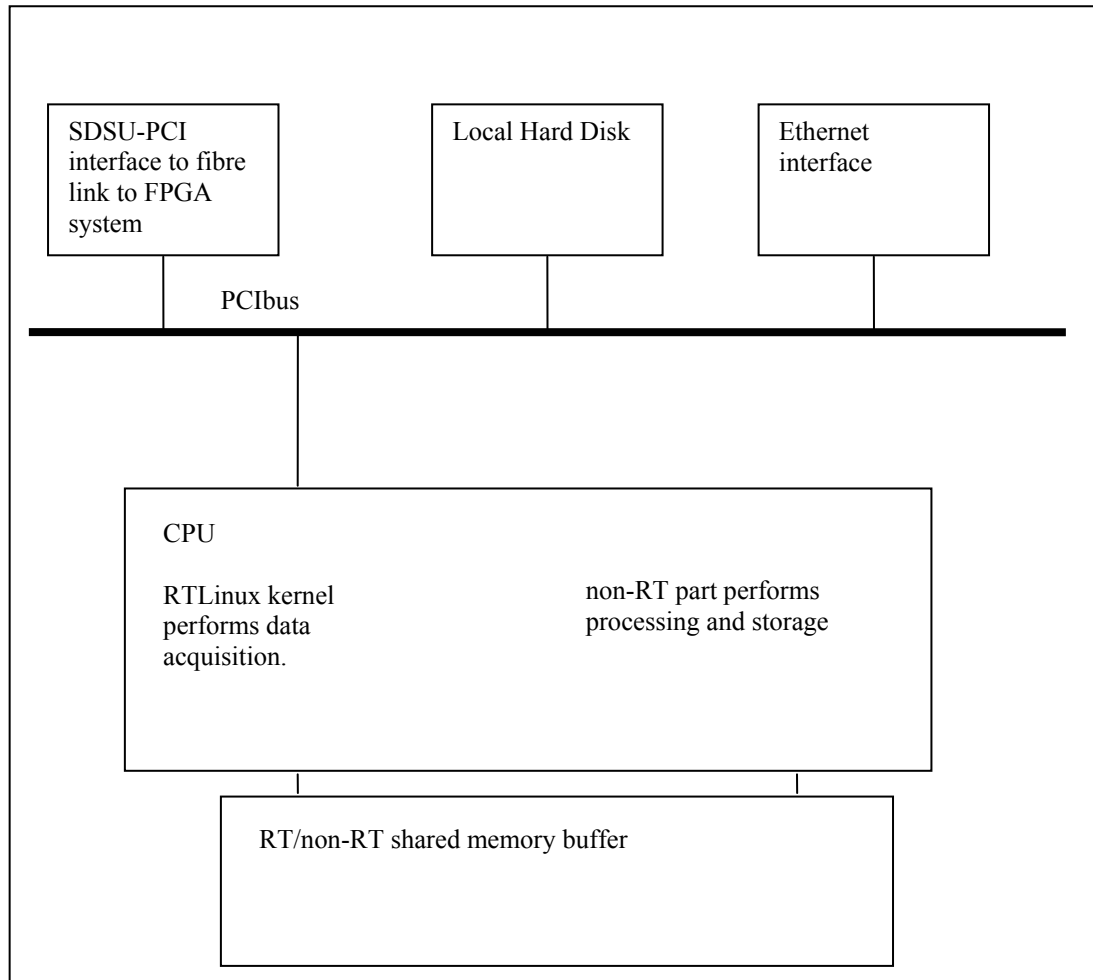 SDSU-PCI
interface to fibre
link to FPGA
system
Local Hard Disk
Ethernet
interface
PCIbus
CPU
RTLinux kernel
performs data
acquisition.
non-RT part performs
processing and storage
RT/non-RT shared memory buffer